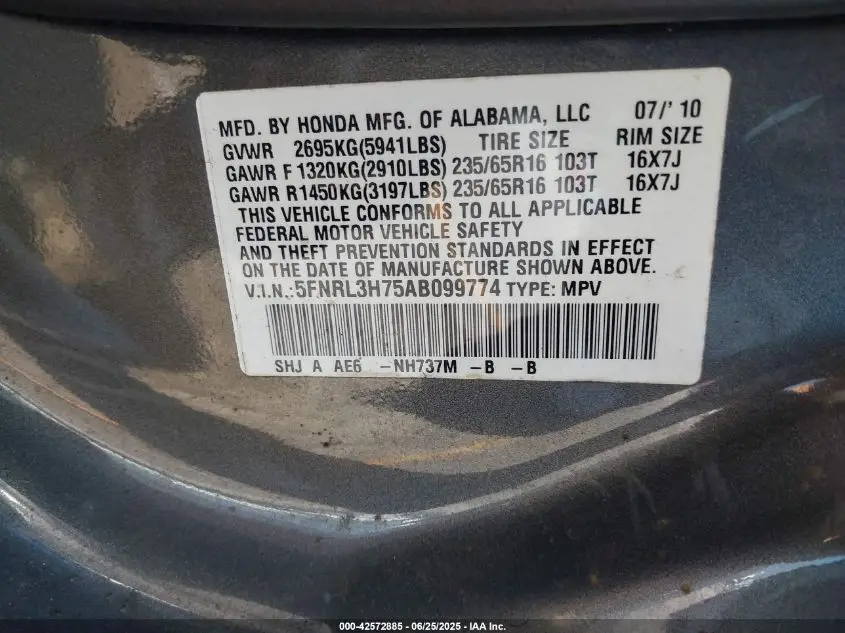 MFD. BY HONDA MFG. OF ALABAMA, LLC 07/' 10
GVWR 2695KG(5941LBS) TIRE SIZE RIM SIZE
GAWR F 1320KG(2910LBS) 235/65R16 103T 16X7J
GAWR R1450KG(3197LBS) 235/65R16 103T 16X7J
THIS VEHICLE CONFORMS TO ALL APPLICABLE
FEDERAL MOTOR VEHICLE SAFETY
AND THEFT PREVENTION STANDARDS IN EFFECT
ON THE DATE OF MANUFACTURE SHOWN ABOVE.
V.I.N.:5FNRL3H75AB099774 TYPE: MPV
SHJ A AE6 -NH737M -B -B
000-42572885 / 06/25/2025 - IAA Inc.